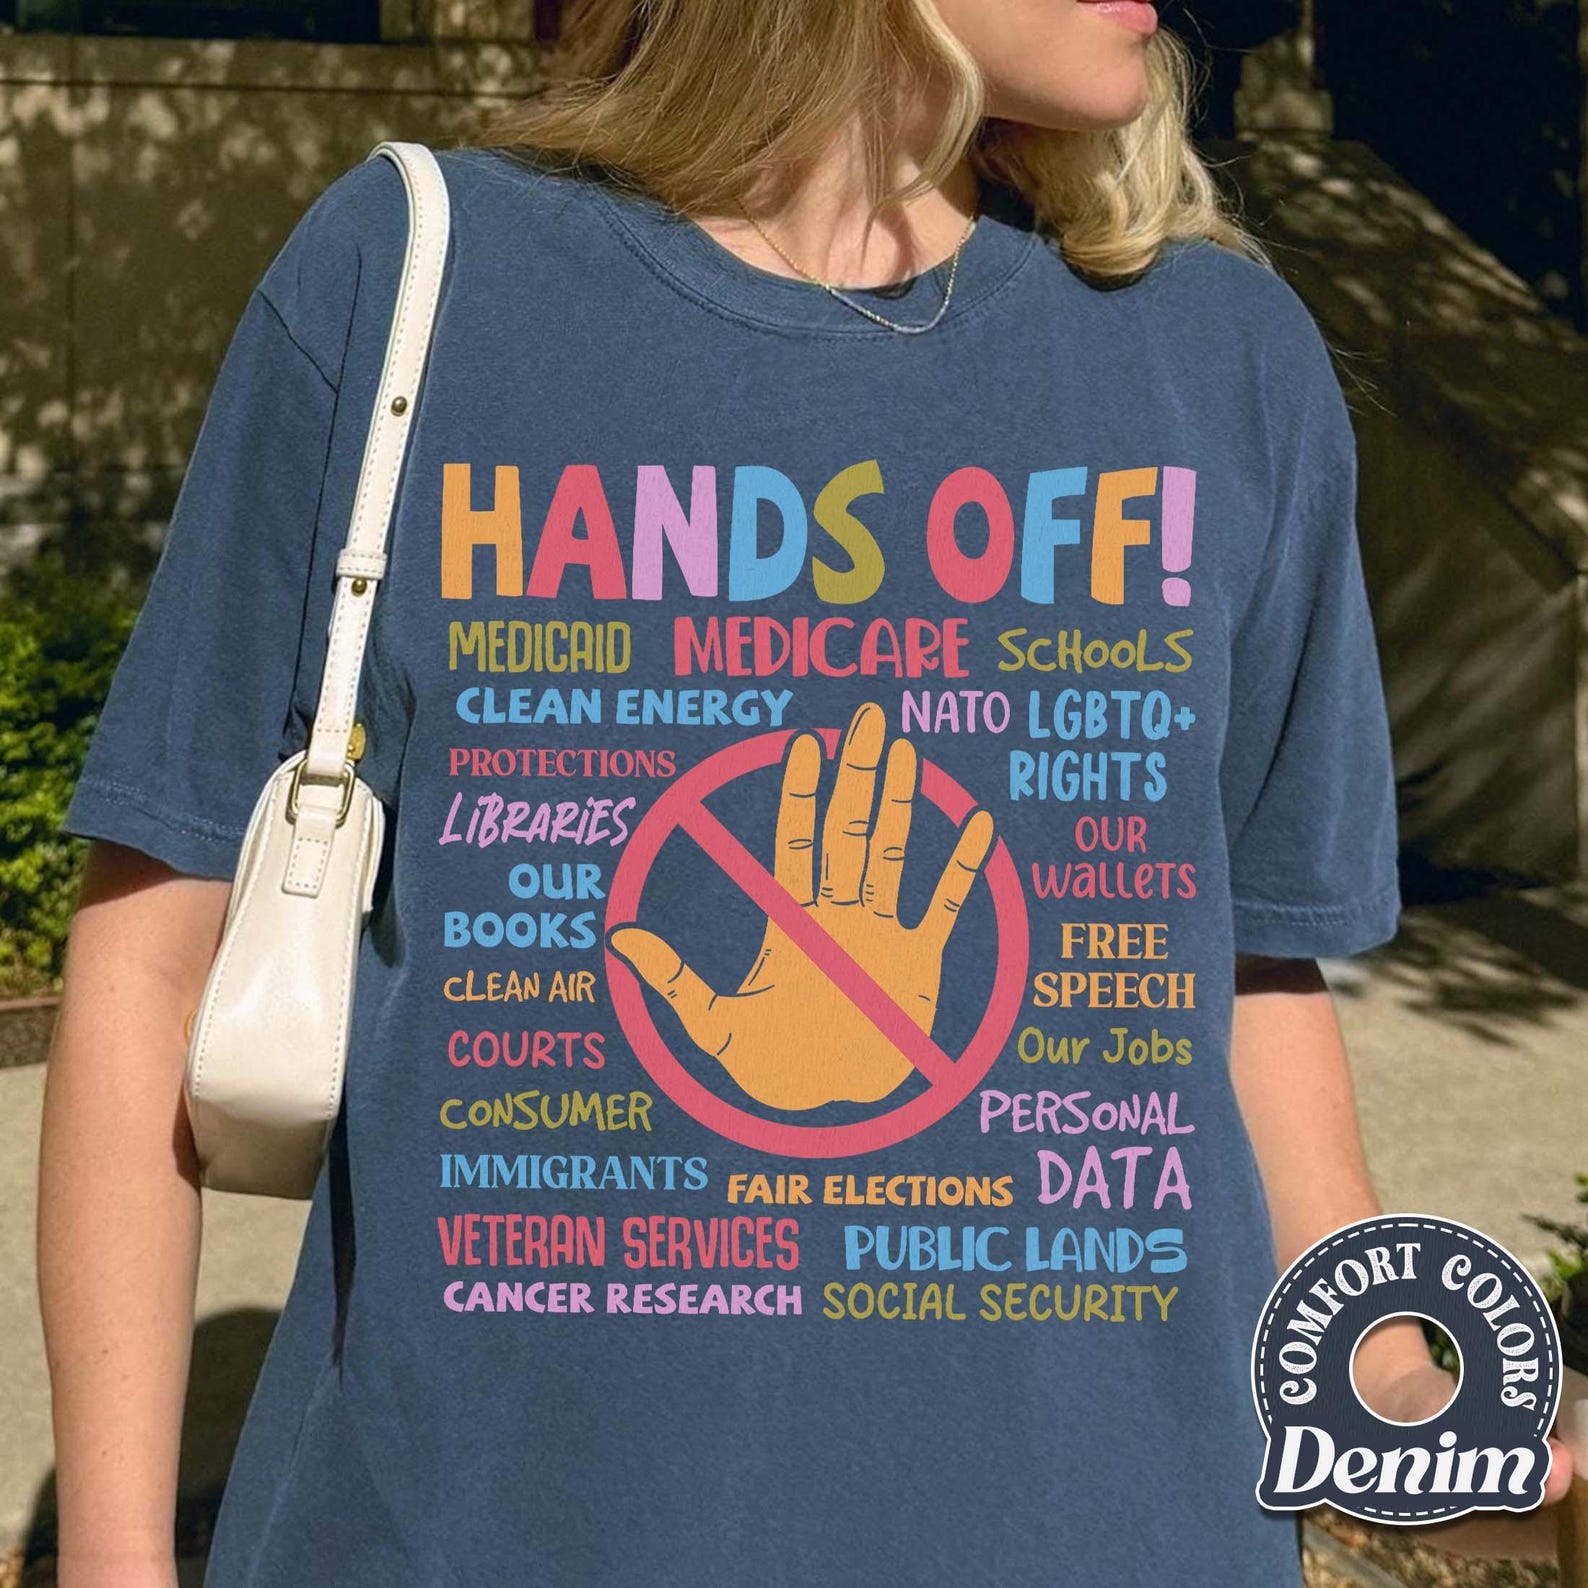 HANDS OFF!
MEDICAID MEDICARE SCHOOLS
CLEAN ENERGY NATO LGBTQ+
RIGHTS
PROTECTIONS
LiBRARiES
OUR
WALLETS
OUR
BOOKS
FREE
SPEECH
CLEAN AIR
COURTS
Our Jobs
CONSUMER
PERSONAL
DATA
IMMIGRANTS FAIR ELECTIONS
VETERAN SERVICES PUBLIC LANDS
CANCER RESEARCH SOCIAL SECURITY
COMFORT COLORS
Denim